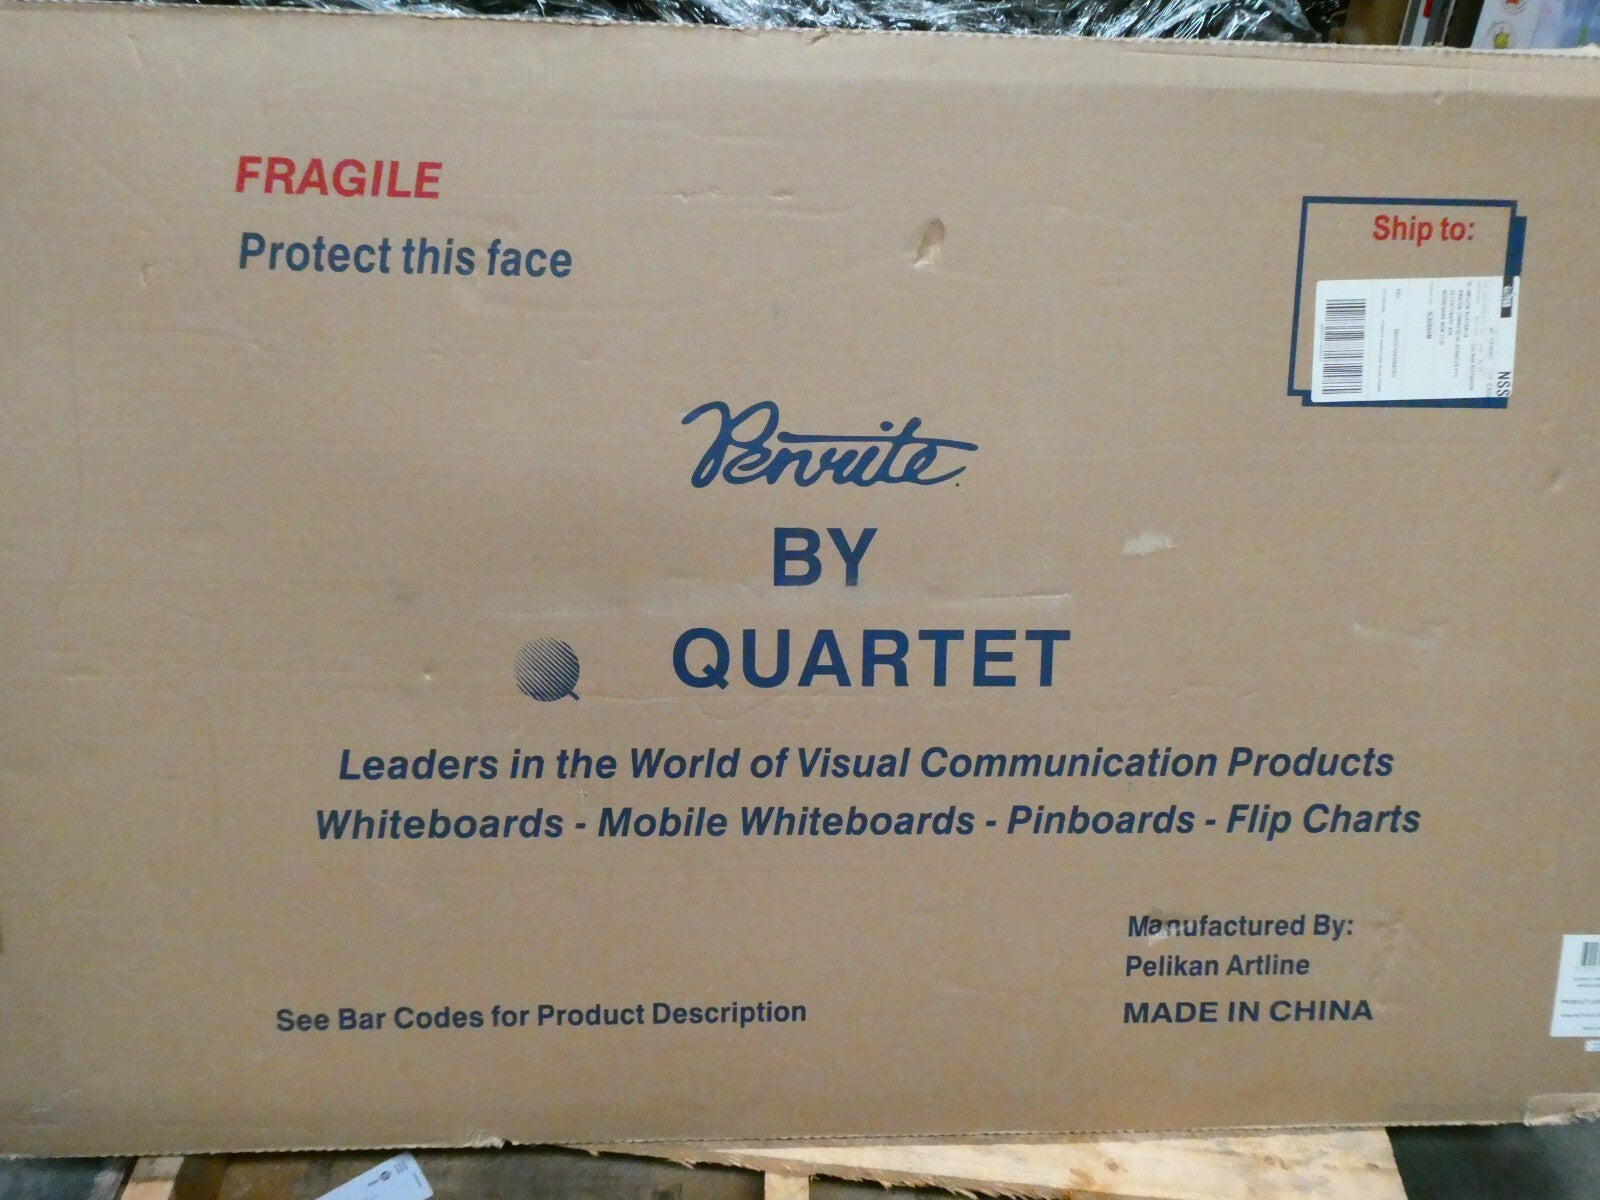 FRAGILE
Protect this face
Ship to:
NSS
Penrite
BY
QUARTET
Leaders in the World of Visual Communication Products
Whiteboards - Mobile Whiteboards - Pinboards - Flip Charts
Manufactured By:
Pelikan Artline
MADE IN CHINA
See Bar Codes for Product Description